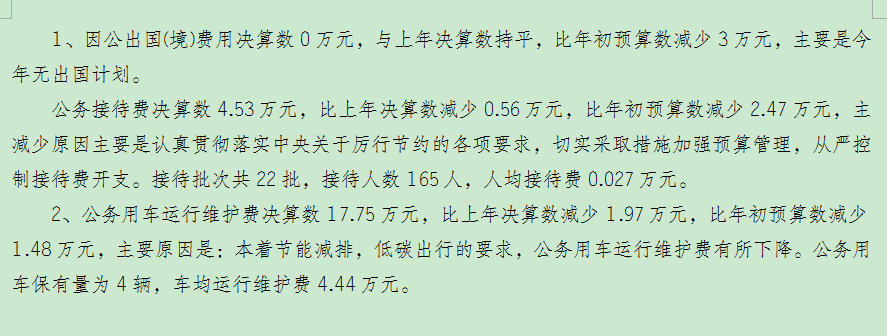 1、因公出国(境)费用决算数 0 万元，与上年决算数持平，比年初预算数减少 3 万元，主要是今
年无出国计划。
公务接待费决算数 4.53 万元，比上年决算数减少 0.56 万元，比年初预算数减少 2.47 万元，主
减少原因主要是认真贯彻落实中央关于厉行节约的各项要求，切实采取措施加强预算管理，从严控
制接待费开支。接待批次共 22 批，接待人数 165 人，人均接待费 0.027 万元。
2、公务用车运行维护费决算数 17.75 万元，比上年决算数减少 1.97 万元，比年初预算数减少
1.48 万元，主要原因是：本着节能减排，低碳出行的要求，公务用车运行维护费有所下降。公务用
车保有量为 4 辆，车均运行维护费 4.44 万元。